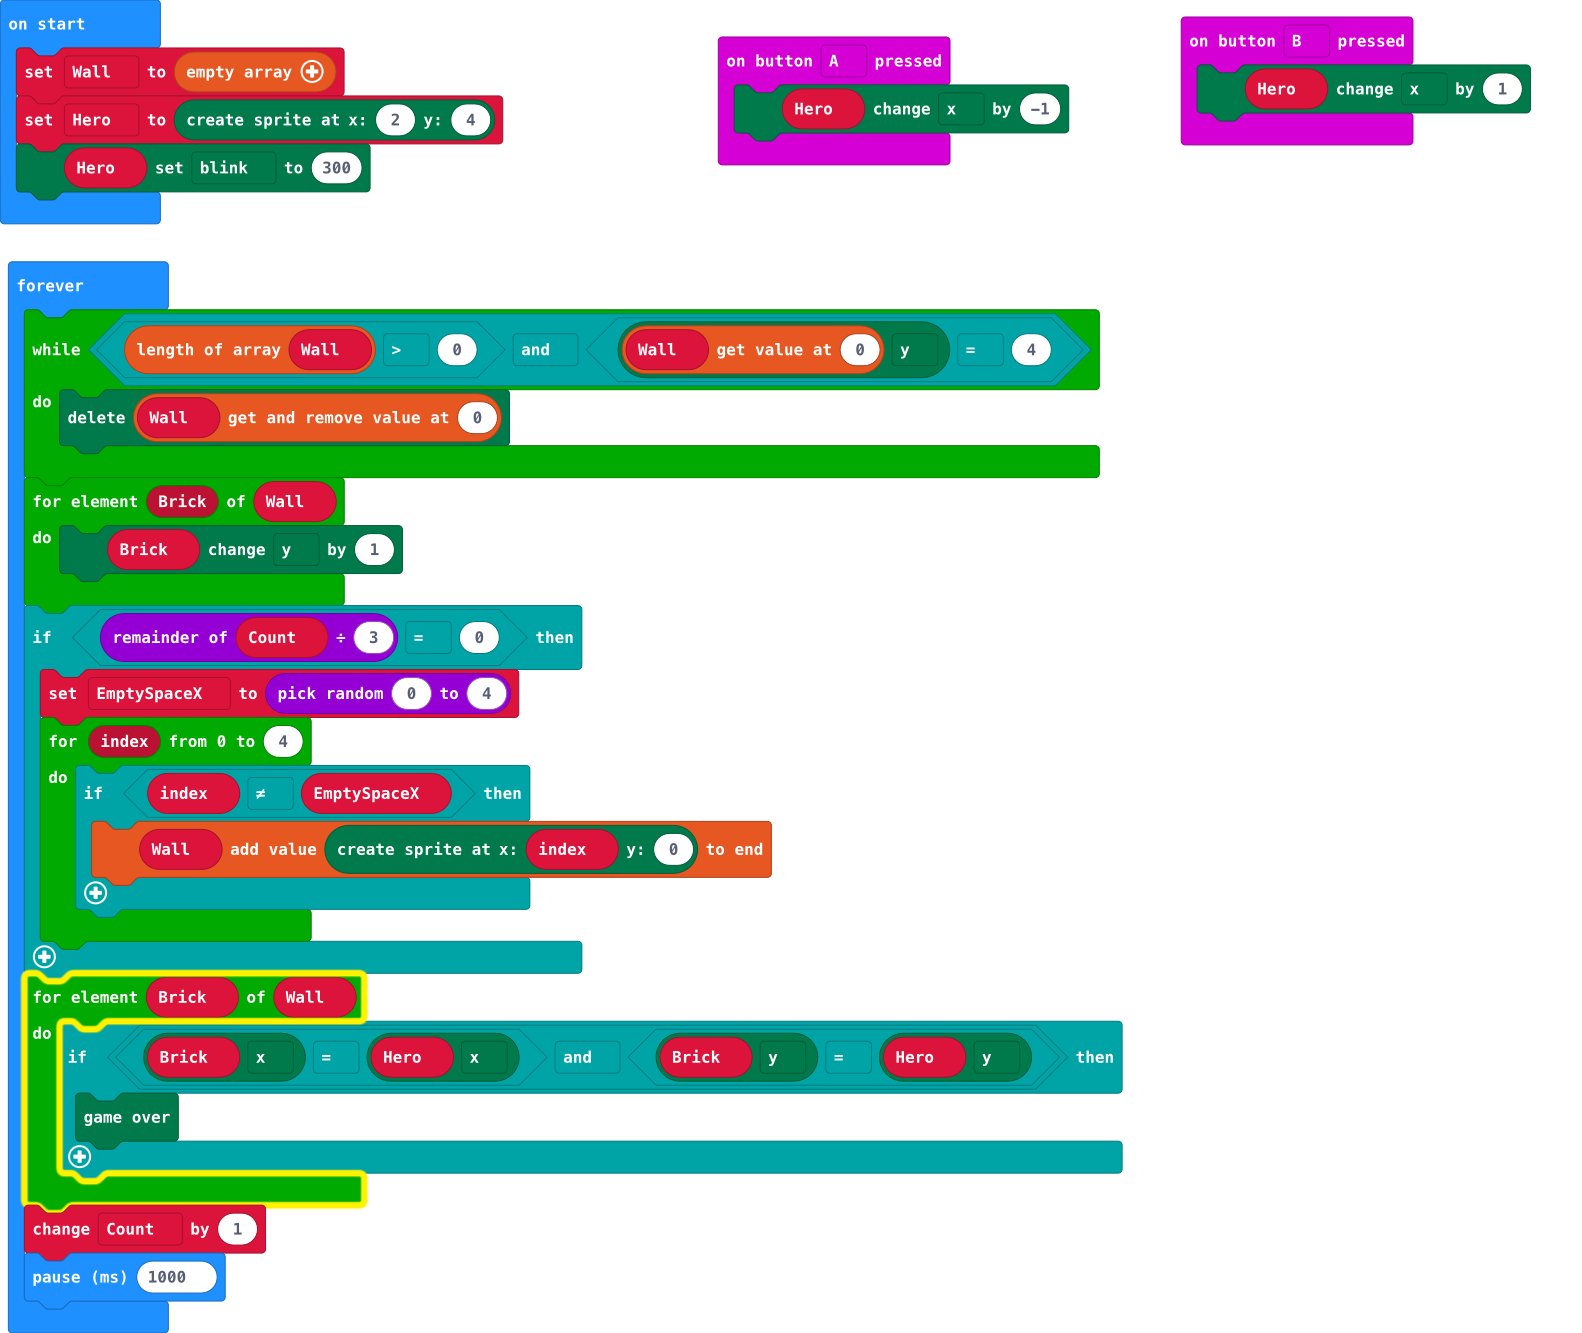 on start
set Wall to empty array
set Hero to create sprite at x: 2 y: 4
Hero set blink to 300
on button A pressed
Hero change x by −1
on button B pressed
Hero change x by 1
forever
while length of array Wall > 0 and Wall get value at 0 y = 4
do
delete Wall get and remove value at 0
for element Brick of Wall
do
Brick change y by 1
if remainder of Count ÷ 3 = 0 then
set EmptySpaceX to pick random 0 to 4
for index from 0 to 4
do
if index ≠ EmptySpaceX then
Wall add value create sprite at x: index y: 0 to end
for element Brick of Wall
do
if Brick x = Hero x and Brick y = Hero y then
game over
change Count by 1
pause (ms) 1000